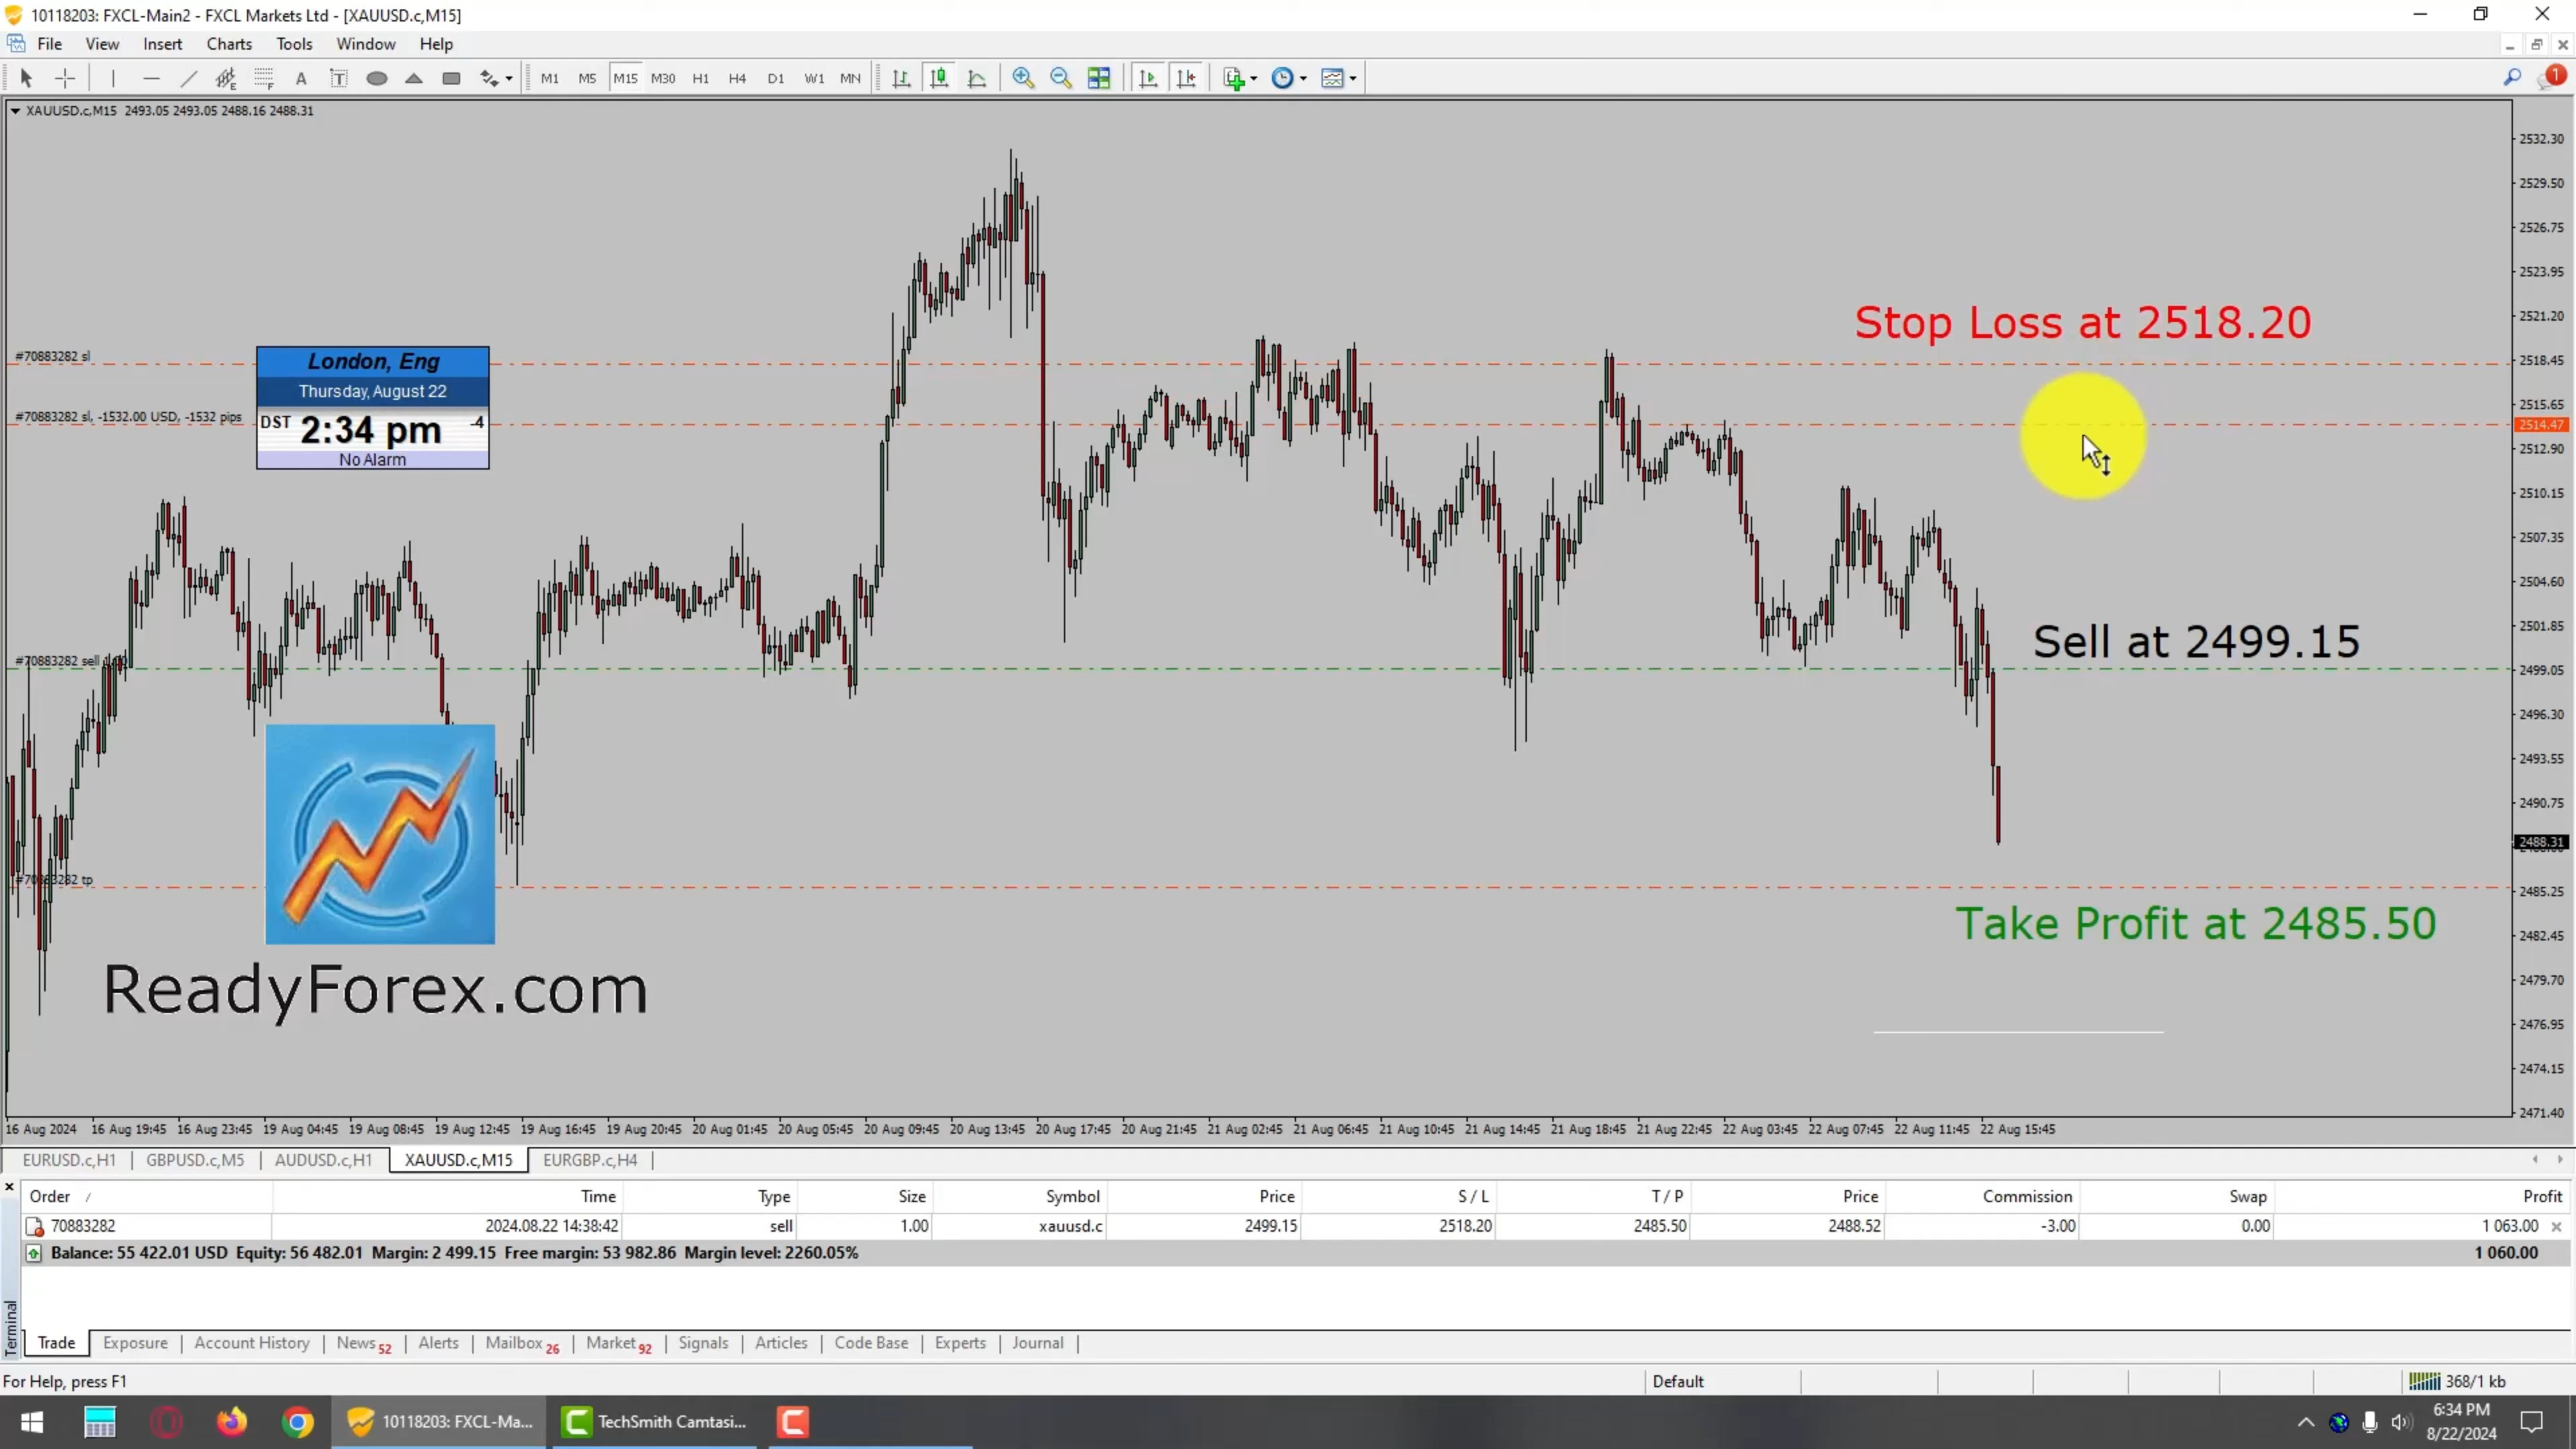 10118203: FXCL-Main2 - FXCL Markets Ltd - [XAUUSD.c,M15]
File View Insert Charts Tools Window Help
M1 M5 M15 M30 H1 H4 D1 W1 MN
1
XAUUSD.c,M15 2493.05 2493.05 2488.16 2488.31
2532.30
2529.50
2526.75
2523.95
2521.20
Stop Loss at 2518.20
#70883282 sl
2518.45
London, Eng
Thursday, August 22
DST 2:34 pm -4
No Alarm
2515.65
#70883282 sl, -1532.00 USD, -1532 pips
2514.47
2512.90
2510.15
2507.35
2504.60
2501.85
Sell at 2499.15
#70883282 sell
2499.05
2496.30
2493.55
2490.75
2488.31
#70883282 tp
2485.25
Take Profit at 2485.50
2482.45
2479.70
ReadyForex.com
2476.95
2474.15
2471.40
16 Aug 2024 16 Aug 19:45 16 Aug 23:45 19 Aug 04:45 19 Aug 08:45 19 Aug 12:45 19 Aug 16:45 19 Aug 20:45 20 Aug 01:45 20 Aug 05:45 20 Aug 09:45 20 Aug 13:45 20 Aug 17:45 20 Aug 21:45 21 Aug 02:45 21 Aug 06:45 21 Aug 10:45 21 Aug 14:45 21 Aug 18:45 21 Aug 22:45 22 Aug 03:45 22 Aug 07:45 22 Aug 11:45 22 Aug 15:45
EURUSD.c,H1 GBPUSD.c,M5 AUDUSD.c,H1 XAUUSD.c,M15 EURGBP.c,H4
Order / Time Type Size Symbol Price S / L T / P Price Commission Swap Profit
70883282 2024.08.22 14:38:42 sell 1.00 xauusd.c 2499.15 2518.20 2485.50 2488.52 -3.00 0.00 1 063.00
Balance: 55 422.01 USD Equity: 56 482.01 Margin: 2 499.15 Free margin: 53 982.86 Margin level: 2260.05% 1 060.00
Terminal
Trade Exposure Account History News 52 Alerts Mailbox 26 Market 92 Signals Articles Code Base Experts Journal
For Help, press F1 Default 368/1 kb
10118203: FXCL-Ma... TechSmith Camtasi...
6:34 PM
8/22/2024